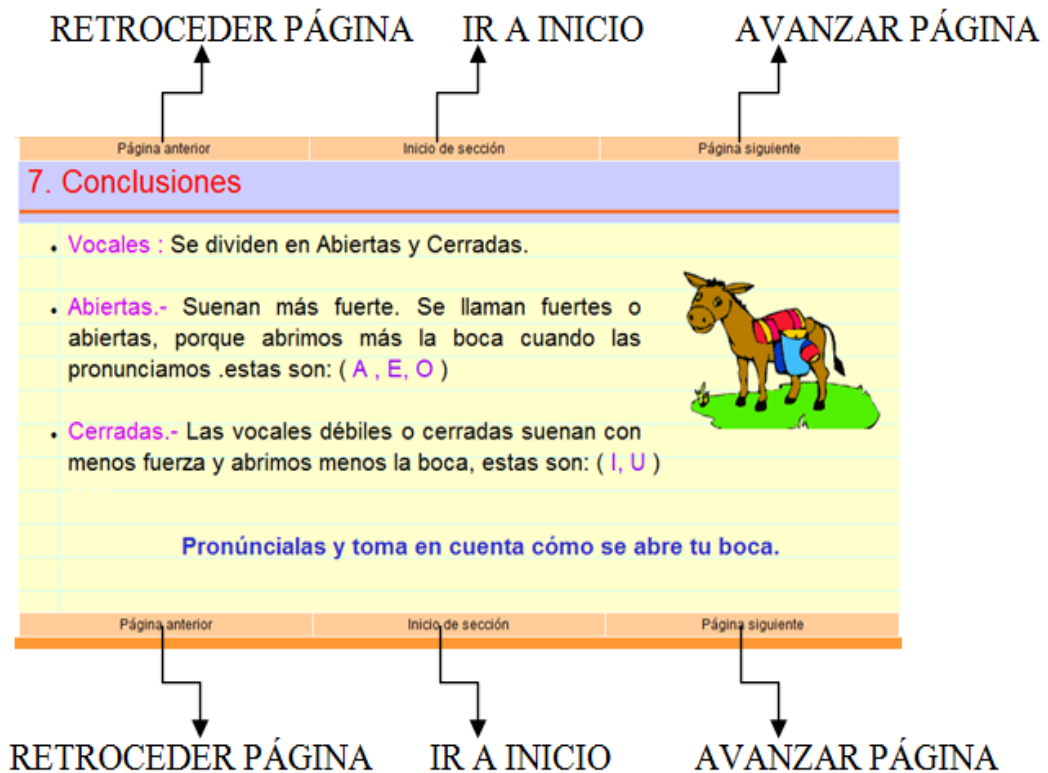 RETROCEDER PÁGINA IR A INICIO AVANZAR PÁGINA
Página anterior Inicio de sección Página siguiente
7. Conclusiones
• Vocales : Se dividen en Abiertas y Cerradas.
• Abiertas.- Suenan más fuerte. Se llaman fuertes o
abiertas, porque abrimos más la boca cuando las
pronunciamos .estas son: ( A , E, O )
• Cerradas.- Las vocales débiles o cerradas suenan con
menos fuerza y abrimos menos la boca, estas son: ( I, U )
Pronúncialas y toma en cuenta cómo se abre tu boca.
Página anterior Inicio de sección Página siguiente
RETROCEDER PÁGINA IR A INICIO AVANZAR PÁGINA